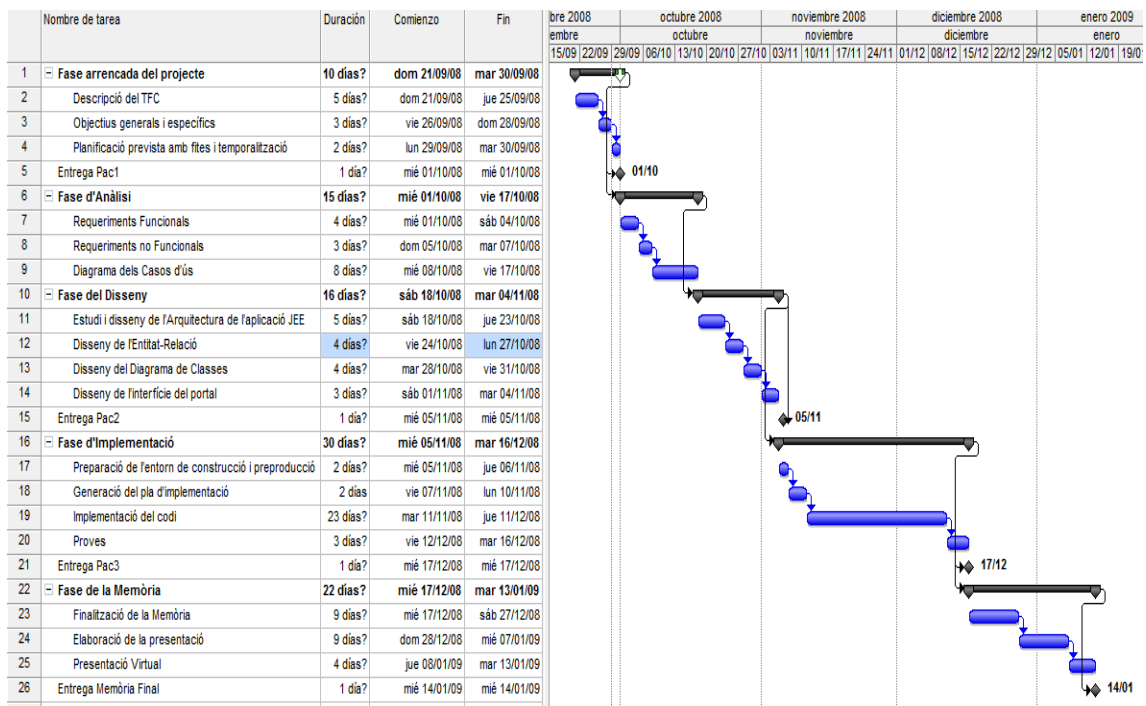 Nombre de tarea Duración Comienzo Fin
bre 2008 octubre 2008 noviembre 2008 diciembre 2008 enero 2009
embre octubre noviembre diciembre enero
15/09 22/09 29/09 06/10 13/10 20/10 27/10 03/11 10/11 17/11 24/11 01/12 08/12 15/12 22/12 29/12 05/01 12/01 19/01
1 Fase arrencada del projecte 10 días? dom 21/09/08 mar 30/09/08
2 Descripció del TFC 5 días? dom 21/09/08 jue 25/09/08
3 Objectius generals i específics 3 días? vie 26/09/08 dom 28/09/08
4 Planificació prevista amb fites i temporalització 2 días? lun 29/09/08 mar 30/09/08
5 Entrega Pac1 1 día? mié 01/10/08 mié 01/10/08 01/10
6 Fase d'Anàlisi 15 días? mié 01/10/08 vie 17/10/08
7 Requeriments Funcionals 4 días? mié 01/10/08 sáb 04/10/08
8 Requeriments no Funcionals 3 días? dom 05/10/08 mar 07/10/08
9 Diagrama dels Casos d'ús 8 días? mié 08/10/08 vie 17/10/08
10 Fase del Disseny 16 días? sáb 18/10/08 mar 04/11/08
11 Estudi i disseny de l'Arquitectura de l'aplicació JEE 5 días? sáb 18/10/08 jue 23/10/08
12 Disseny de l'Entitat-Relació 4 días? vie 24/10/08 lun 27/10/08
13 Disseny del Diagrama de Classes 4 días? mar 28/10/08 vie 31/10/08
14 Disseny de l'interfície del portal 3 días? sáb 01/11/08 mar 04/11/08
15 Entrega Pac2 1 día? mié 05/11/08 mié 05/11/08 05/11
16 Fase d'Implementació 30 días? mié 05/11/08 mar 16/12/08
17 Preparació de l'entorn de construcció i preproducció 2 días? mié 05/11/08 jue 06/11/08
18 Generació del pla d'implementació 2 días vie 07/11/08 lun 10/11/08
19 Implementació del codi 23 días? mar 11/11/08 jue 11/12/08
20 Proves 3 días? vie 12/12/08 mar 16/12/08
21 Entrega Pac3 1 día? mié 17/12/08 mié 17/12/08 17/12
22 Fase de la Memòria 22 días? mié 17/12/08 mar 13/01/09
23 Finalització de la Memòria 9 días? mié 17/12/08 sáb 27/12/08
24 Elaboració de la presentació 9 días? dom 28/12/08 mié 07/01/09
25 Presentació Virtual 4 días? jue 08/01/09 mar 13/01/09
26 Entrega Memòria Final 1 día? mié 14/01/09 mié 14/01/09 14/01